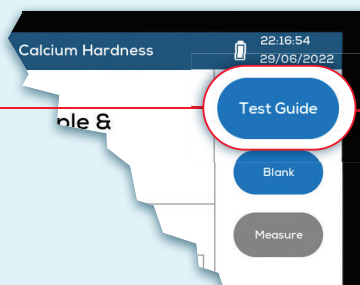 Calcium Hardness
22:16:54
29/06/2022
Test Guide
ple &
Blank
Measure